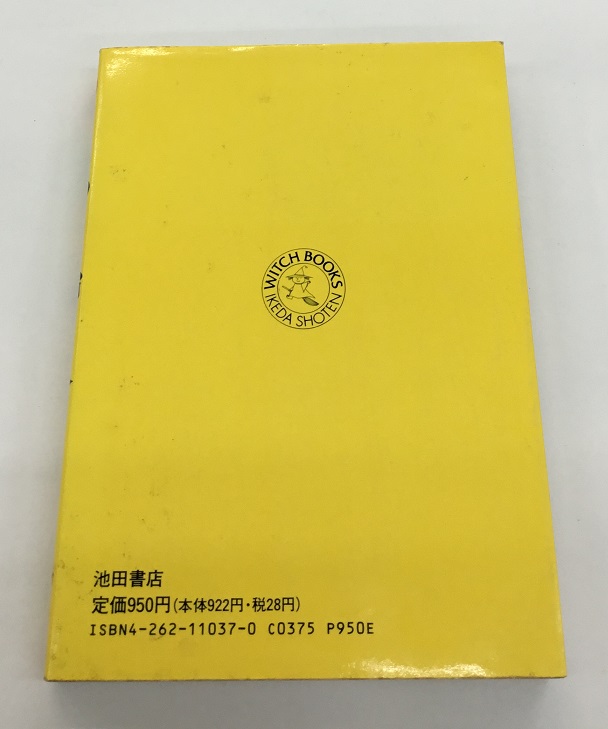 WITCH BOOKS
IKEDA SHOTEN
池田書店
定価950円(本体922円・税28円)
ISBN4-262-11037-0 C0375 P950E